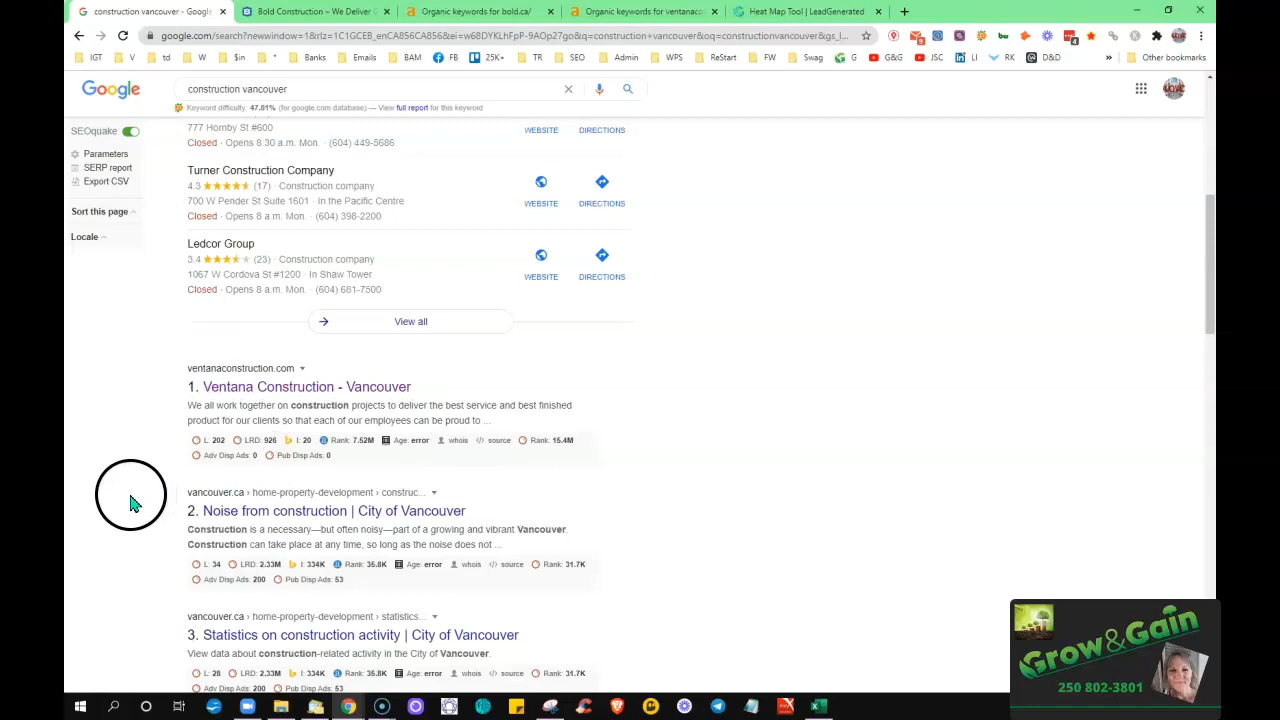 construction vancouver - Google
Bold Construction ~ We Deliver G
Organic keywords for bold.ca/
Organic keywords for ventanacc
Heat Map Tool | LeadGenerated
google.com/search?newwindow=1&rlz=1C1GCEB_enCA856CA856&ei=w68DYKLhFpP-9AOp27go&q=construction+vancouver&oq=constructionvancouver&gs_l...
IGT V td W $in * Banks Emails BAM FB 25K+ TR SEO Admin WPS ReStart FW Swag G G&G JSC LI RK D&D » Other bookmarks
Google
construction vancouver
Keyword difficulty: 47.81% (for google.com database) — View full report for this keyword
SEOquake
Parameters
SERP report
Export CSV
Sort this page
Locale
777 Hornby St #600
Closed · Opens 8:30 a.m. Mon. · (604) 449-5686
WEBSITE DIRECTIONS
Turner Construction Company
4.3 (17) · Construction company
700 W Pender St Suite 1601 · In the Pacific Centre
Closed · Opens 8 a.m. Mon. · (604) 398-2200
WEBSITE DIRECTIONS
Ledcor Group
3.4 (23) · Construction company
1067 W Cordova St #1200 · In Shaw Tower
Closed · Opens 8 a.m. Mon. · (604) 681-7500
WEBSITE DIRECTIONS
View all
ventanaconstruction.com
1. Ventana Construction - Vancouver
We all work together on construction projects to deliver the best service and best finished
product for our clients so that each of our employees can be proud to ...
L: 202 LRD: 926 I: 20 Rank: 7.52M Age: error whois source Rank: 15.4M
Adv Disp Ads: 0 Pub Disp Ads: 0
vancouver.ca › home-property-development › construc...
2. Noise from construction | City of Vancouver
Construction is a necessary—but often noisy—part of a growing and vibrant Vancouver.
Construction can take place at any time, so long as the noise does not ...
L: 34 LRD: 2.33M I: 334K Rank: 35.8K Age: error whois source Rank: 31.7K
Adv Disp Ads: 200 Pub Disp Ads: 53
vancouver.ca › home-property-development › statistics...
3. Statistics on construction activity | City of Vancouver
View data about construction-related activity in the City of Vancouver.
L: 28 LRD: 2.33M I: 334K Rank: 35.8K Age: error whois source Rank: 31.7K
Adv Disp Ads: 200 Pub Disp Ads: 53
Grow&Gain
250 802-3801